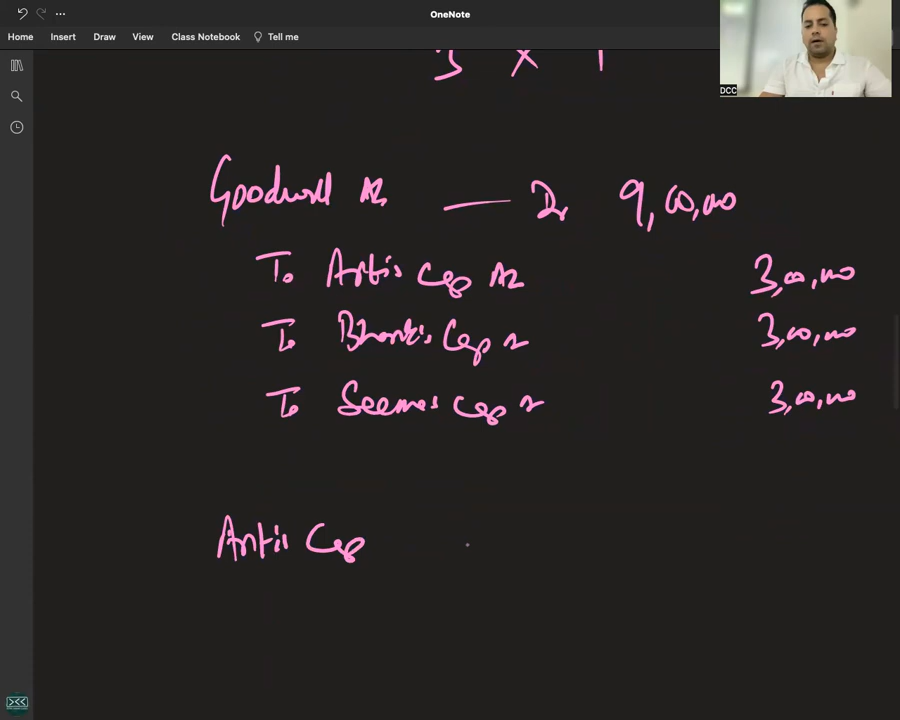 OneNote
Home Insert Draw View Class Notebook Tell me
DCC
3 x 1
Goodwill A/c — Dr 9,00,000
To Arti's Cap A/c 3,00,000
To Bharti's Cap 3,00,000
To Seema's Cap 3,00,000
Arti's Cap